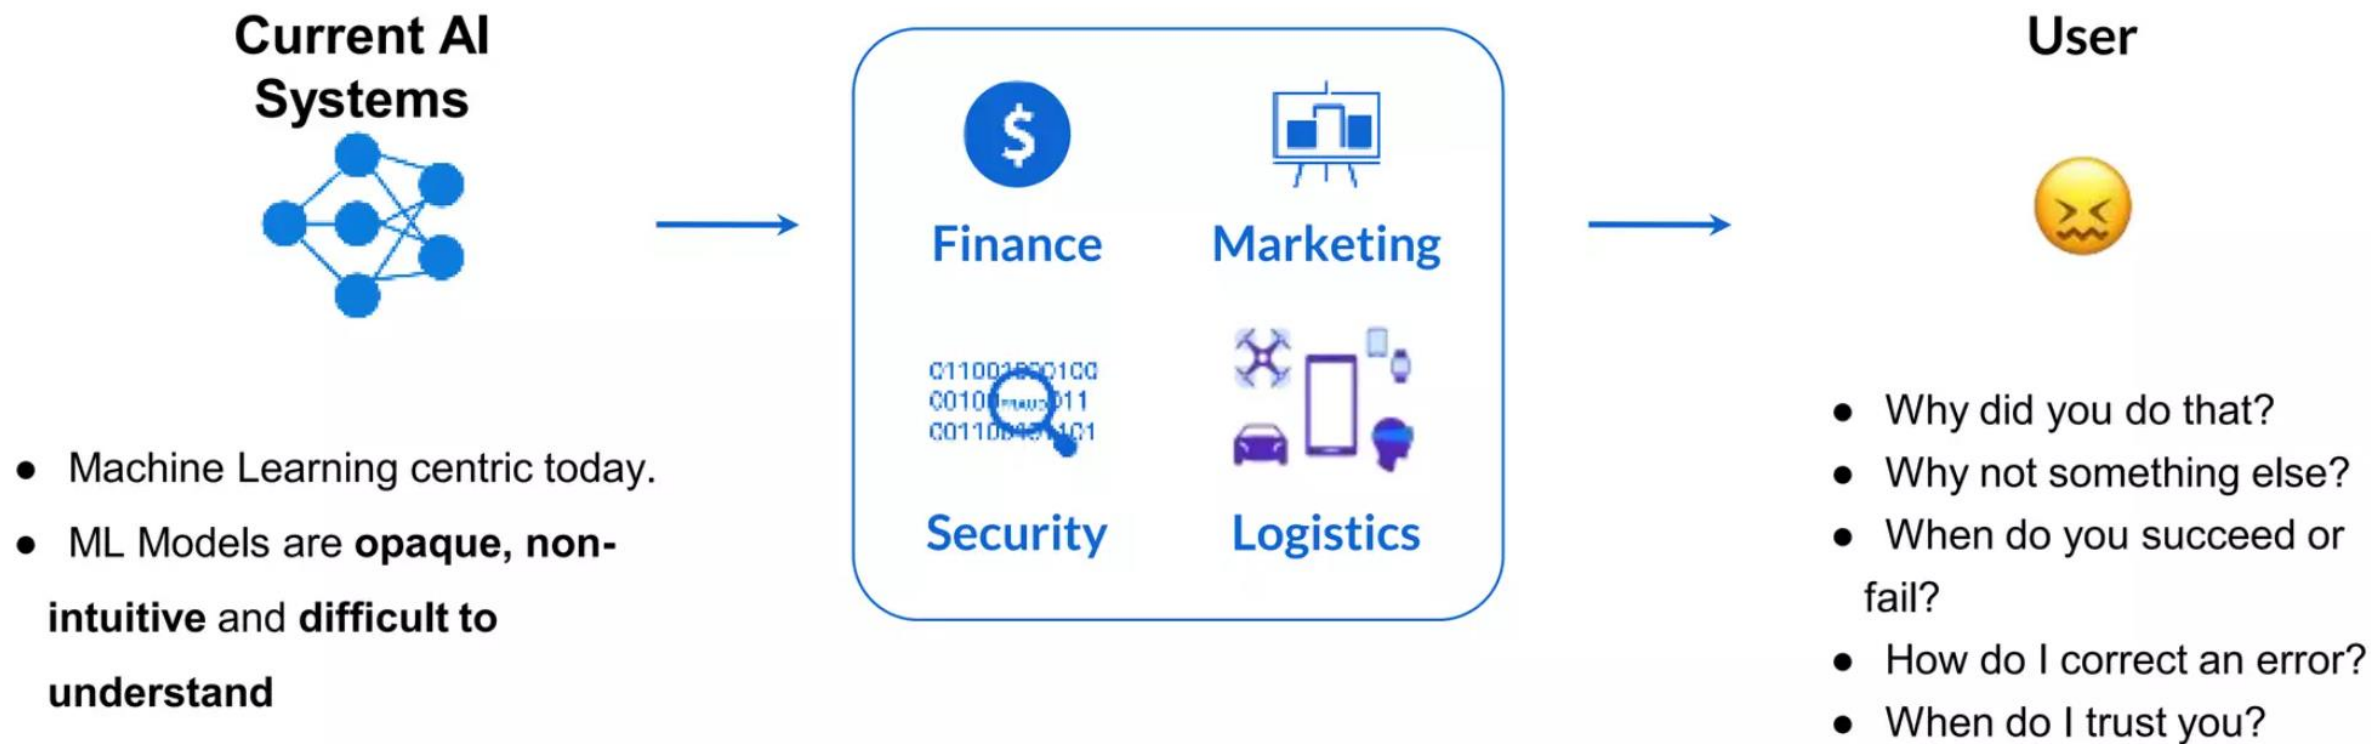 Current AI
Systems
User
$
Finance
Marketing
FRAUD
Security
Logistics
● Machine Learning centric today.
● ML Models are opaque, non-
intuitive and difficult to
understand
● Why did you do that?
● Why not something else?
● When do you succeed or
fail?
● How do I correct an error?
● When do I trust you?